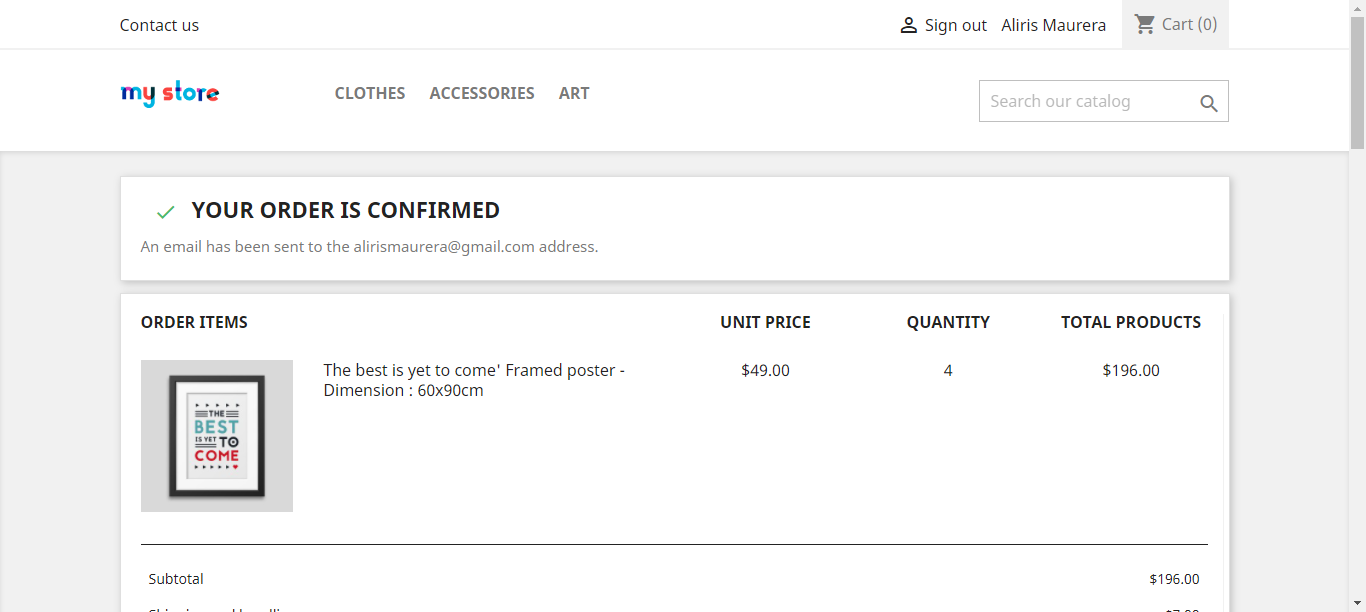 Contact us
Sign out Aliris Maurera Cart (0)
my store
CLOTHES ACCESSORIES ART
Search our catalog
YOUR ORDER IS CONFIRMED
An email has been sent to the alirismaurera@gmail.com address.
ORDER ITEMS UNIT PRICE QUANTITY TOTAL PRODUCTS
The best is yet to come' Framed poster - $49.00 4 $196.00
Dimension : 60x90cm
THE
BEST
IS YET TO
COME
Subtotal $196.00